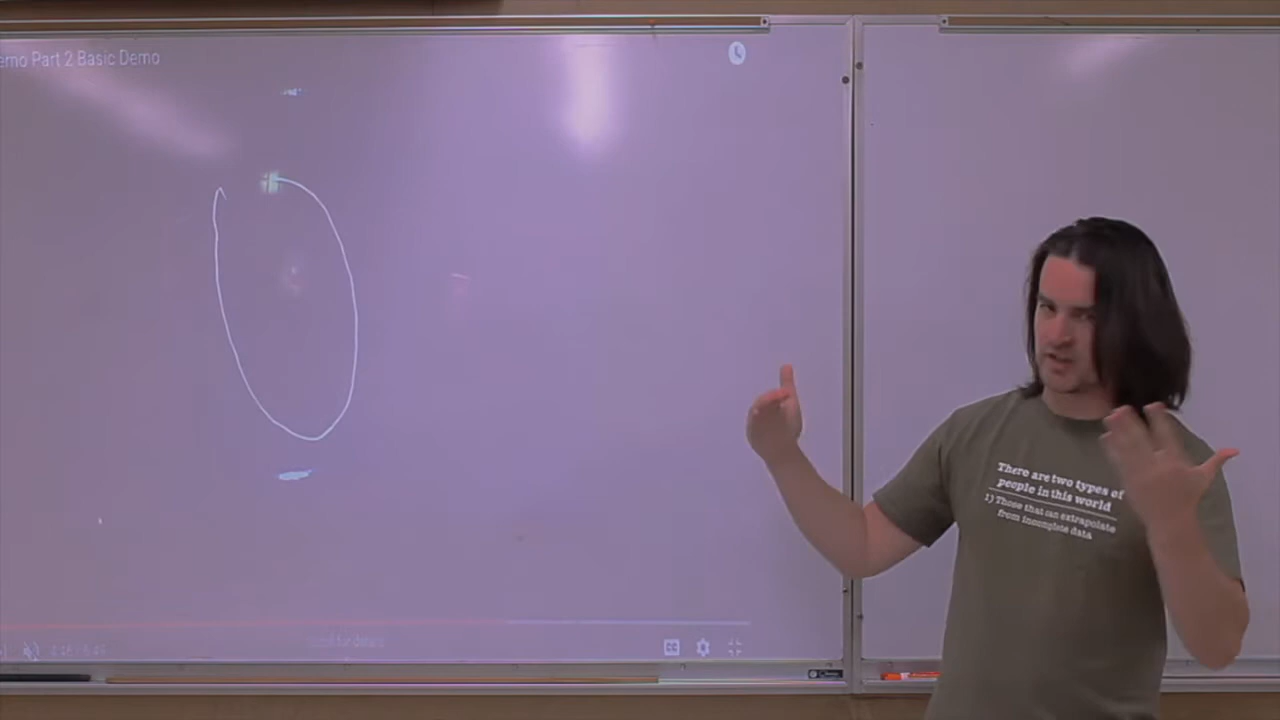 emo Part 2 Basic Demo
There are two types of
people in this world
1) Those that can extrapolate
from incomplete data